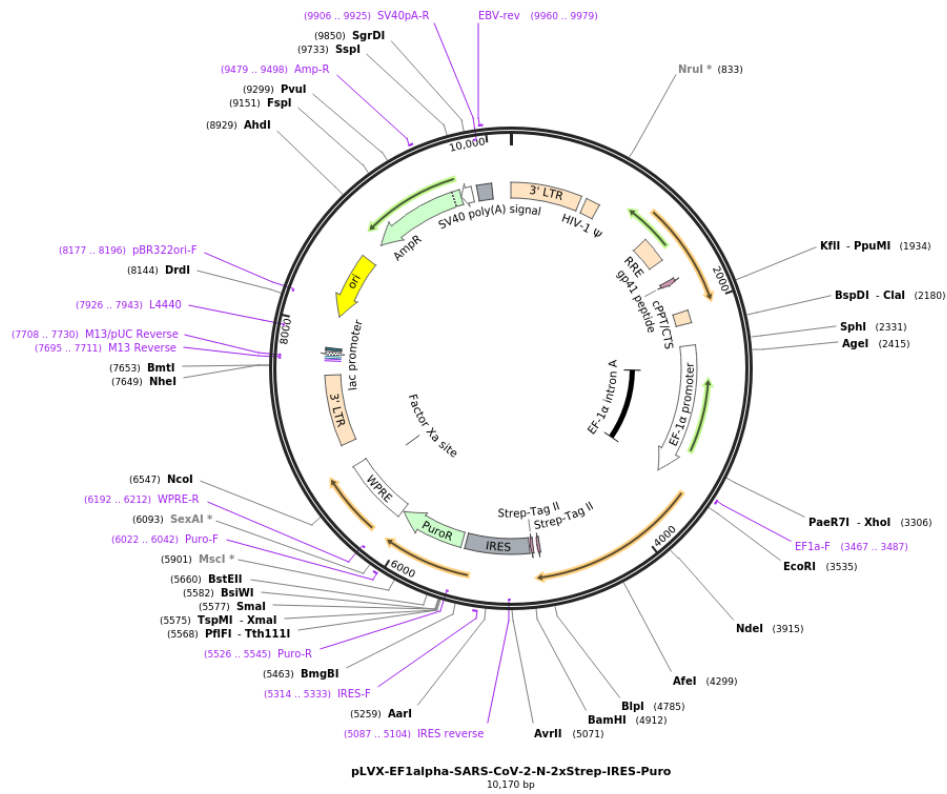 (9906 .. 9925) SV40pA-R
EBV-rev (9960 .. 9979)
(9850) SgrDI
(9733) SspI
(9479 .. 9498) Amp-R
(9299) PvuI
(9151) FspI
(8929) AhdI
NruI * (833)
10,000
3' LTR
HIV-1 Ψ
SV40 poly(A) signal
AmpR
(8177 .. 8196) pBR322ori-F
(8144) DrdI
ori
RRE
gp41 peptide
cPPT/CTS
2000
KflI - PpuMI (1934)
BspDI - ClaI (2180)
(7926 .. 7943) L4440
8000
SphI (2331)
(7708 .. 7730) M13/pUC Reverse
(7695 .. 7711) M13 Reverse
AgeI (2415)
(7653) BmtI
(7649) NheI
lac promoter
3' LTR
Factor Xa site
EF-1α intron A
EF-1α promoter
(6547) NcoI
WPRE
(6192 .. 6212) WPRE-R
(6093) SexAI *
(6022 .. 6042) Puro-F
(5901) MscI *
PuroR
IRES
Strep-Tag II
Strep-Tag II
PaeR7I - XhoI (3306)
EF1a-F (3467 .. 3487)
EcoRI (3535)
4000
6000
(5660) BstEII
(5582) BsiWI
(5577) SmaI
(5575) TspMI - XmaI
(5568) PflFI - Tth111I
(5526 .. 5545) Puro-R
(5463) BmgBI
(5314 .. 5333) IRES-F
(5259) AarI
(5087 .. 5104) IRES reverse
NdeI (3915)
AfeI (4299)
BlpI (4785)
BamHI (4912)
AvrII (5071)
pLVX-EF1alpha-SARS-CoV-2-N-2xStrep-IRES-Puro
10,170 bp